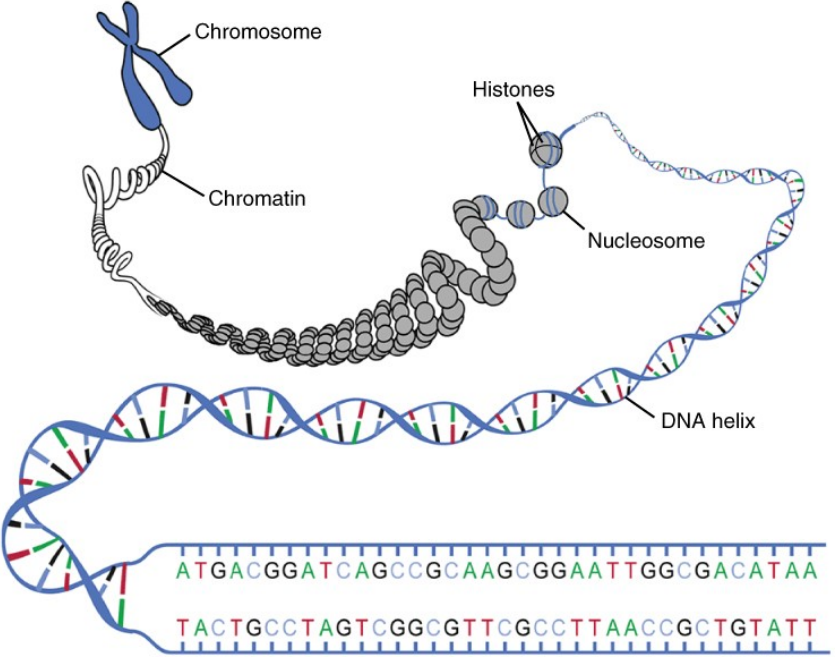 Chromosome
Histones
Chromatin
Nucleosome
DNA helix
ATGACGGATCAGCCGCAAGCGGAATTGGCGACATAA
TACTGCCTAGTCGGCGTTCGCCTTAACCGCTGTATT